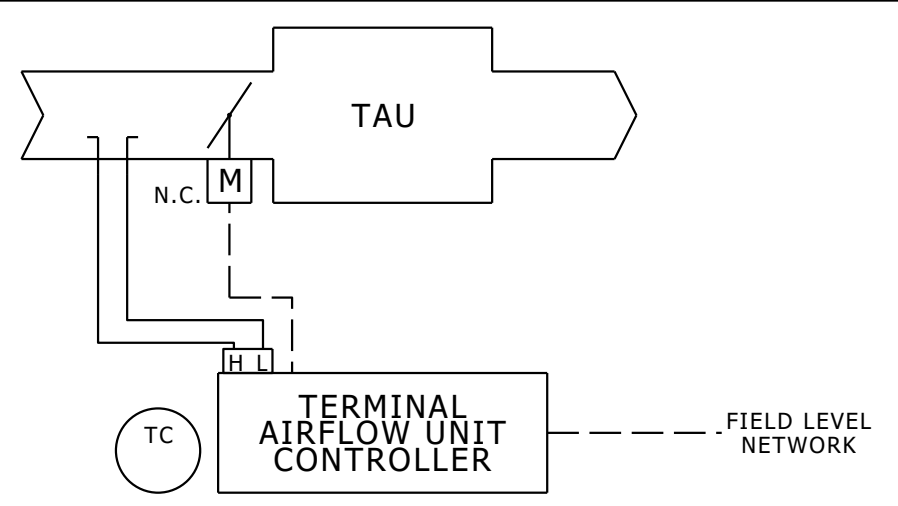 TAU
M
N.C.
H L
TERMINAL
AIRFLOW UNIT
CONTROLLER
TC
FIELD LEVEL
NETWORK